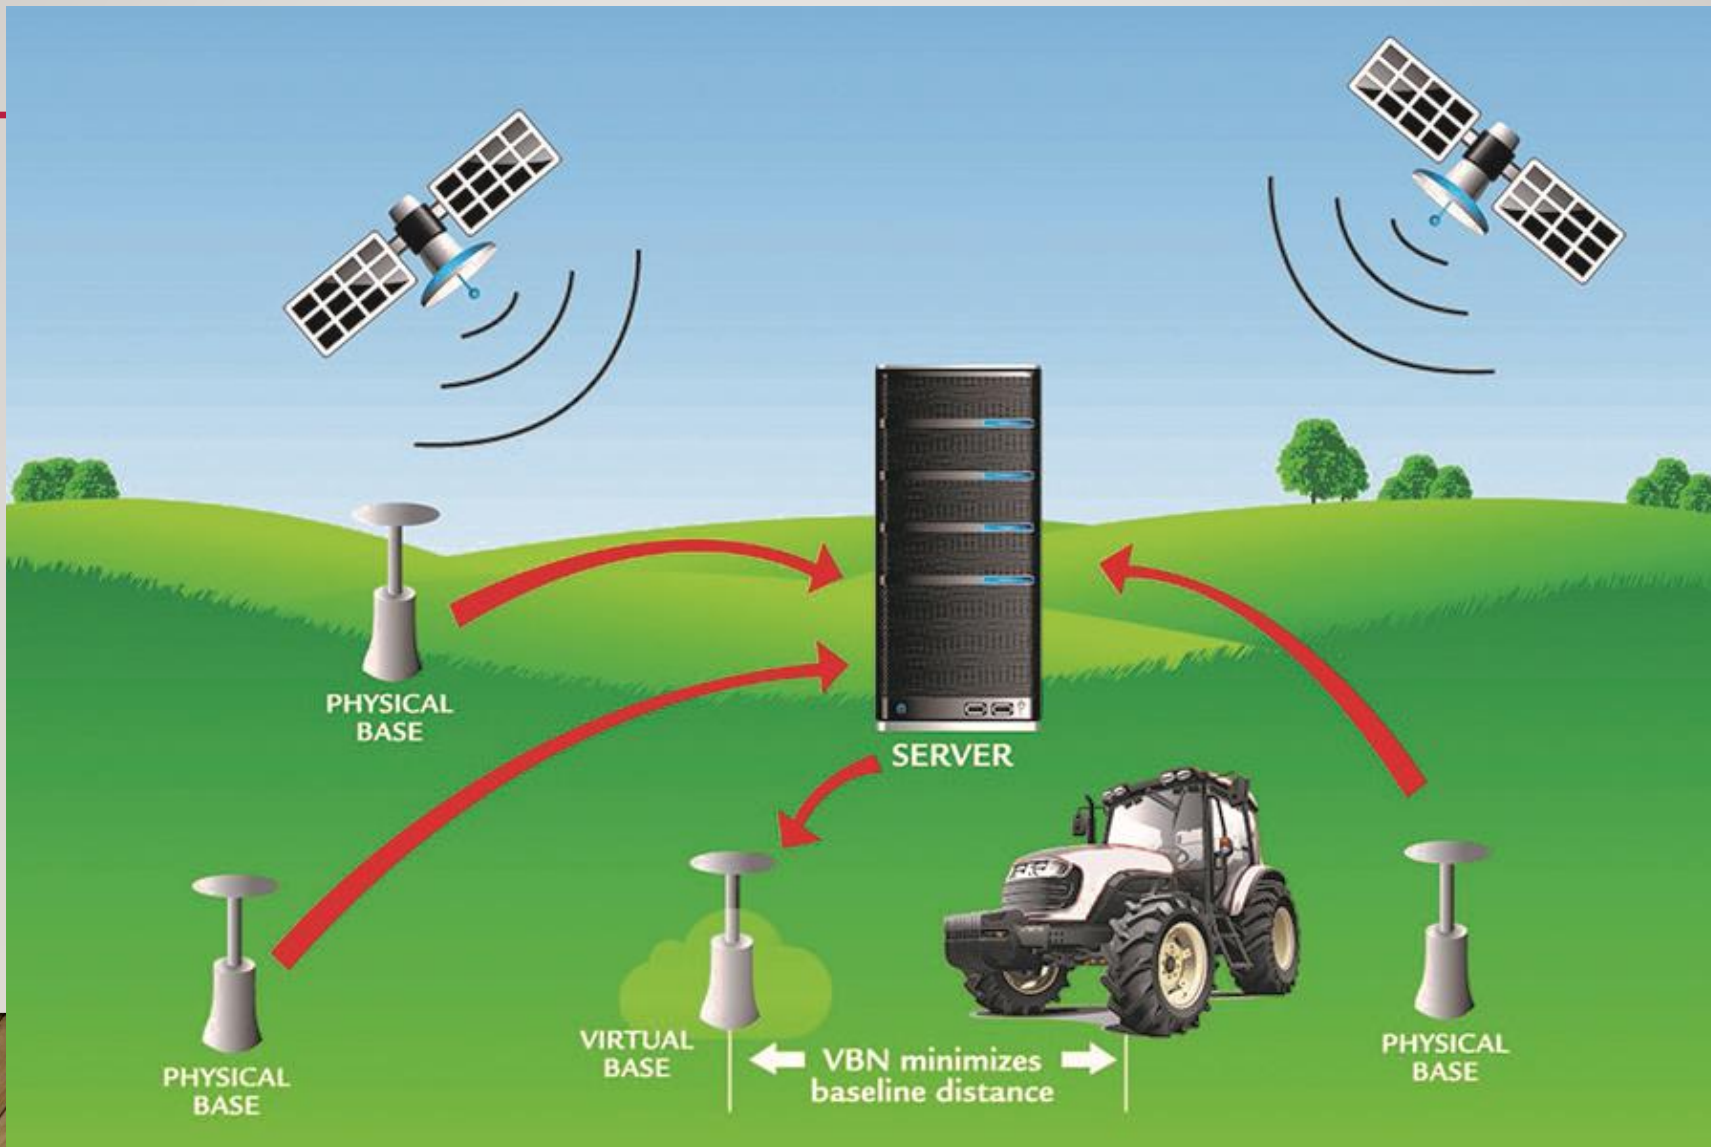 PHYSICAL
BASE
SERVER
PHYSICAL
BASE
VIRTUAL
BASE
VBN minimizes
baseline distance
PHYSICAL
BASE